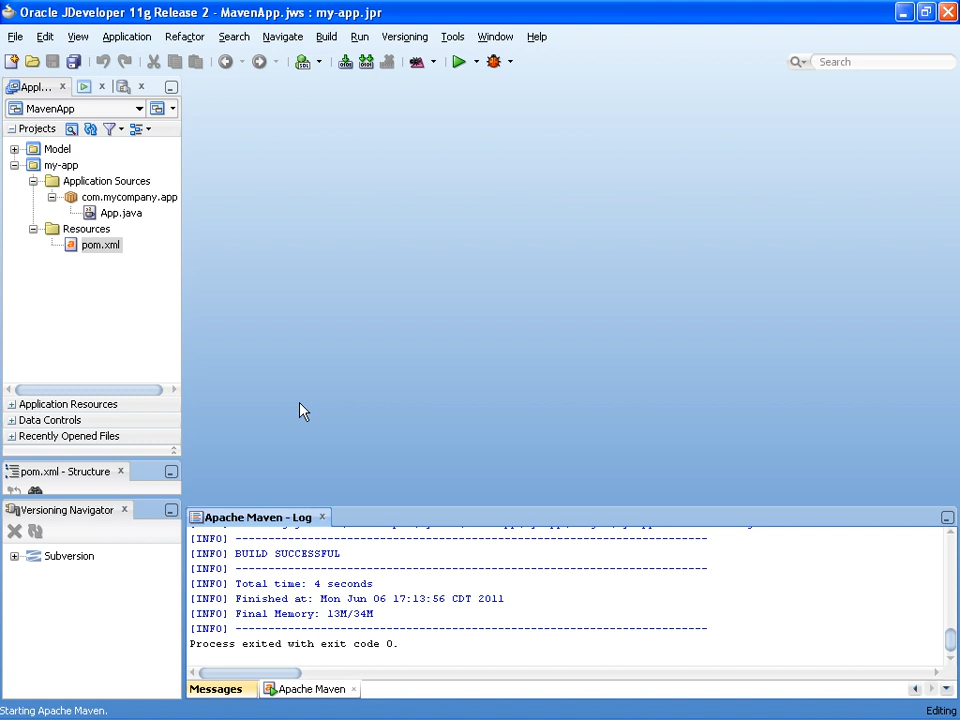 Oracle JDeveloper 11g Release 2 - MavenApp.jws : my-app.jpr
File Edit View Application Refactor Search Navigate Build Run Versioning Tools Window Help
Search
Appl...
MavenApp
Projects
Model
my-app
Application Sources
com.mycompany.app
App.java
Resources
pom.xml
Application Resources
Data Controls
Recently Opened Files
pom.xml - Structure
Versioning Navigator
Subversion
Apache Maven - Log
[INFO] ------------------------------------------------------------------------
[INFO] BUILD SUCCESSFUL
[INFO] ------------------------------------------------------------------------
[INFO] Total time: 4 seconds
[INFO] Finished at: Mon Jun 06 17:13:56 CDT 2011
[INFO] Final Memory: 13M/34M
[INFO] ------------------------------------------------------------------------
Process exited with exit code 0.
Messages Apache Maven
Starting Apache Maven. Editing